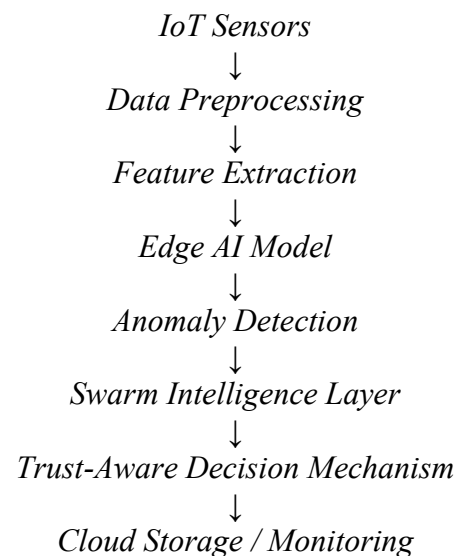 IoT Sensors
↓
Data Preprocessing
↓
Feature Extraction
↓
Edge AI Model
↓
Anomaly Detection
↓
Swarm Intelligence Layer
↓
Trust-Aware Decision Mechanism
↓
Cloud Storage / Monitoring